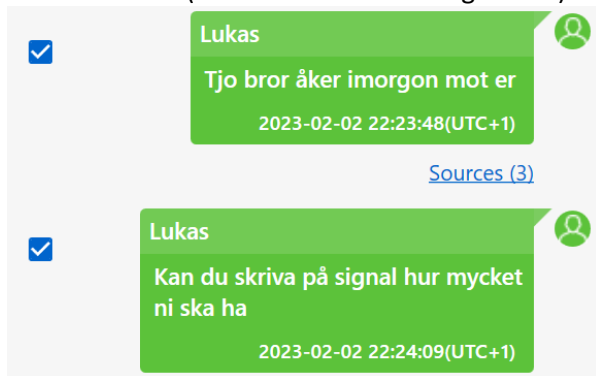 Lukas
Tjo bror åker imorgon mot er
2023-02-02 22:23:48(UTC+1)
Sources (3)
Lukas
Kan du skriva på signal hur mycket
ni ska ha
2023-02-02 22:24:09(UTC+1)